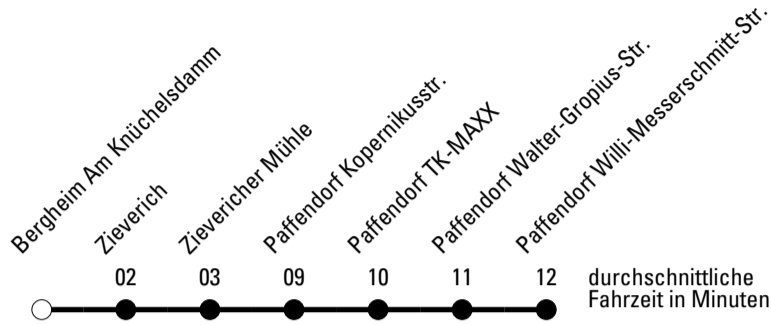 Bergheim Am Knüchelsdamm
Zieverich
Zievericher Mühle
Paffendorf Kopernikusstr.
Paffendorf TK-MAXX
Paffendorf Walter-Gropius-Str.
Paffendorf Willi-Messerschmitt-Str.
02 03 09 10 11 12
durchschnittliche
Fahrzeit in Minuten